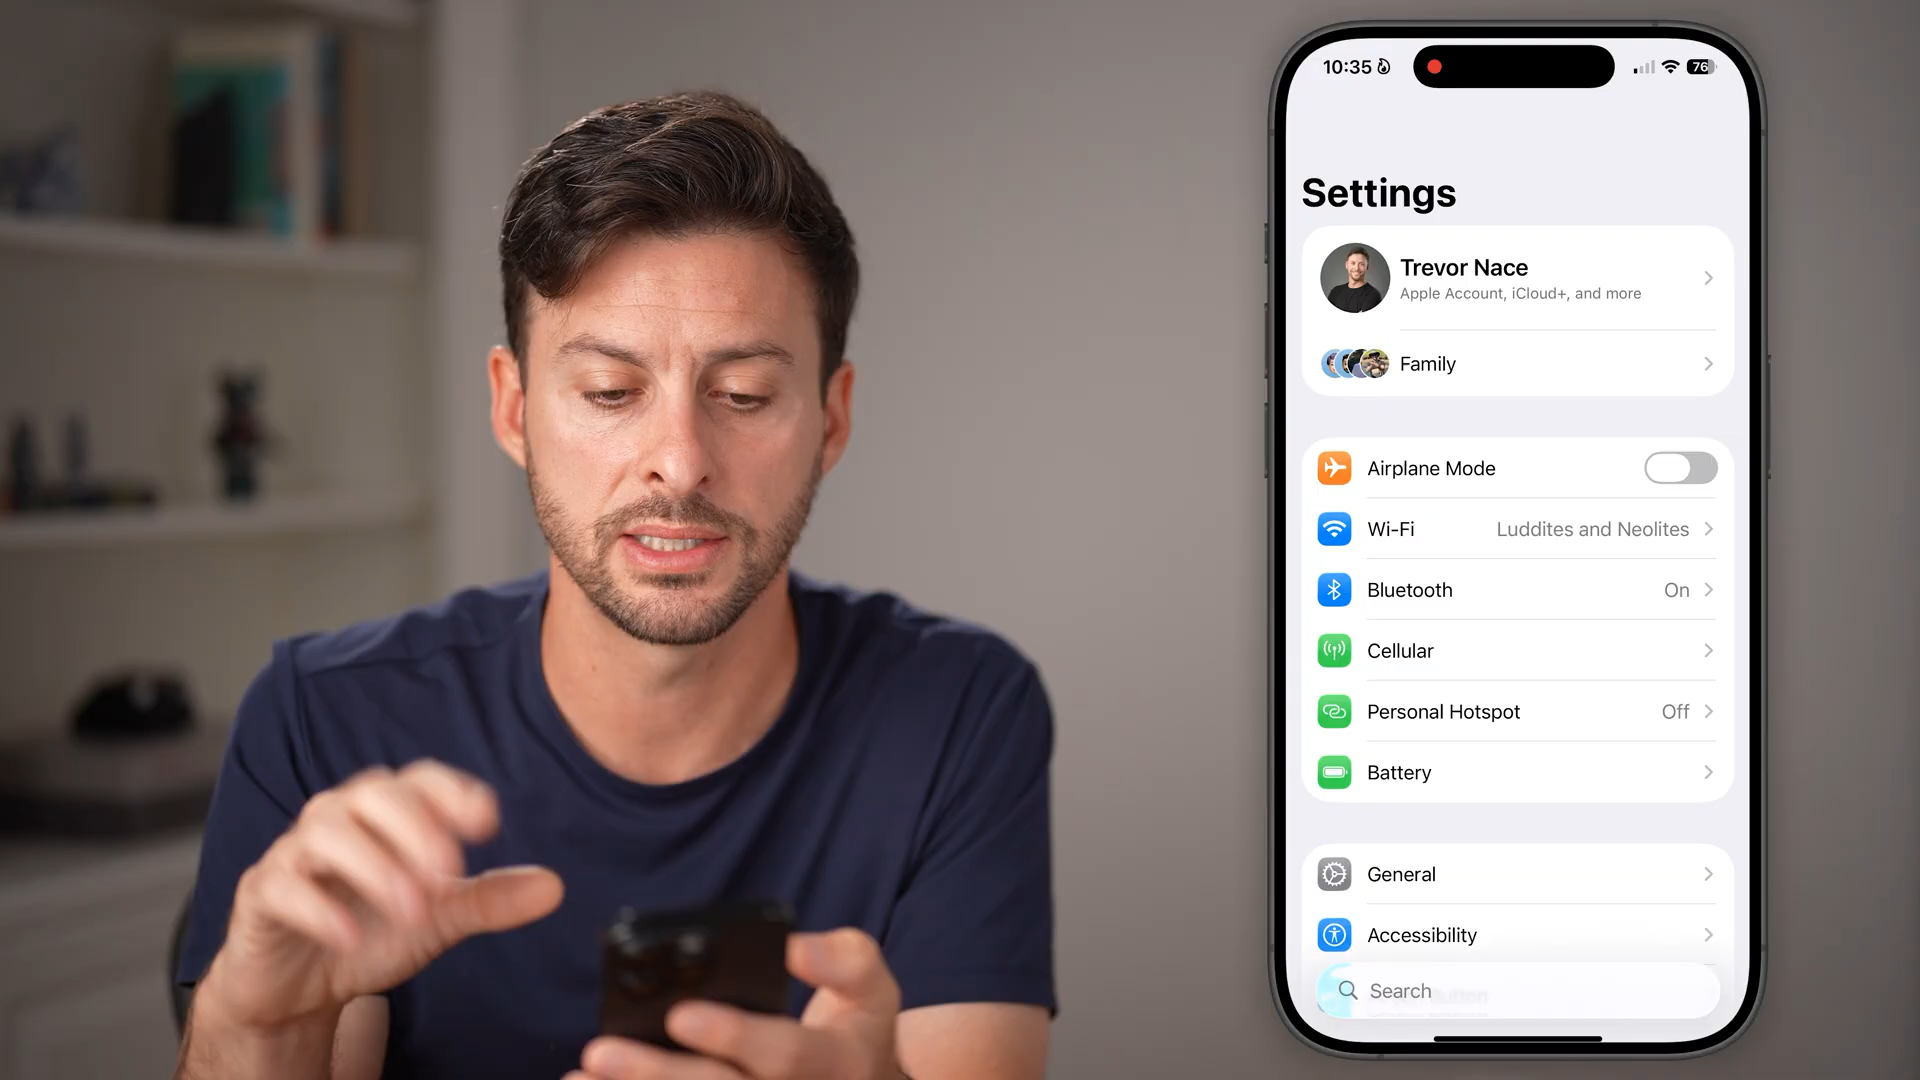 10:35
76
Settings
Trevor Nace
Apple Account, iCloud+, and more
Family
Airplane Mode
Wi-Fi Luddites and Neolites
Bluetooth On
Cellular
Personal Hotspot Off
Battery
General
Accessibility
Search